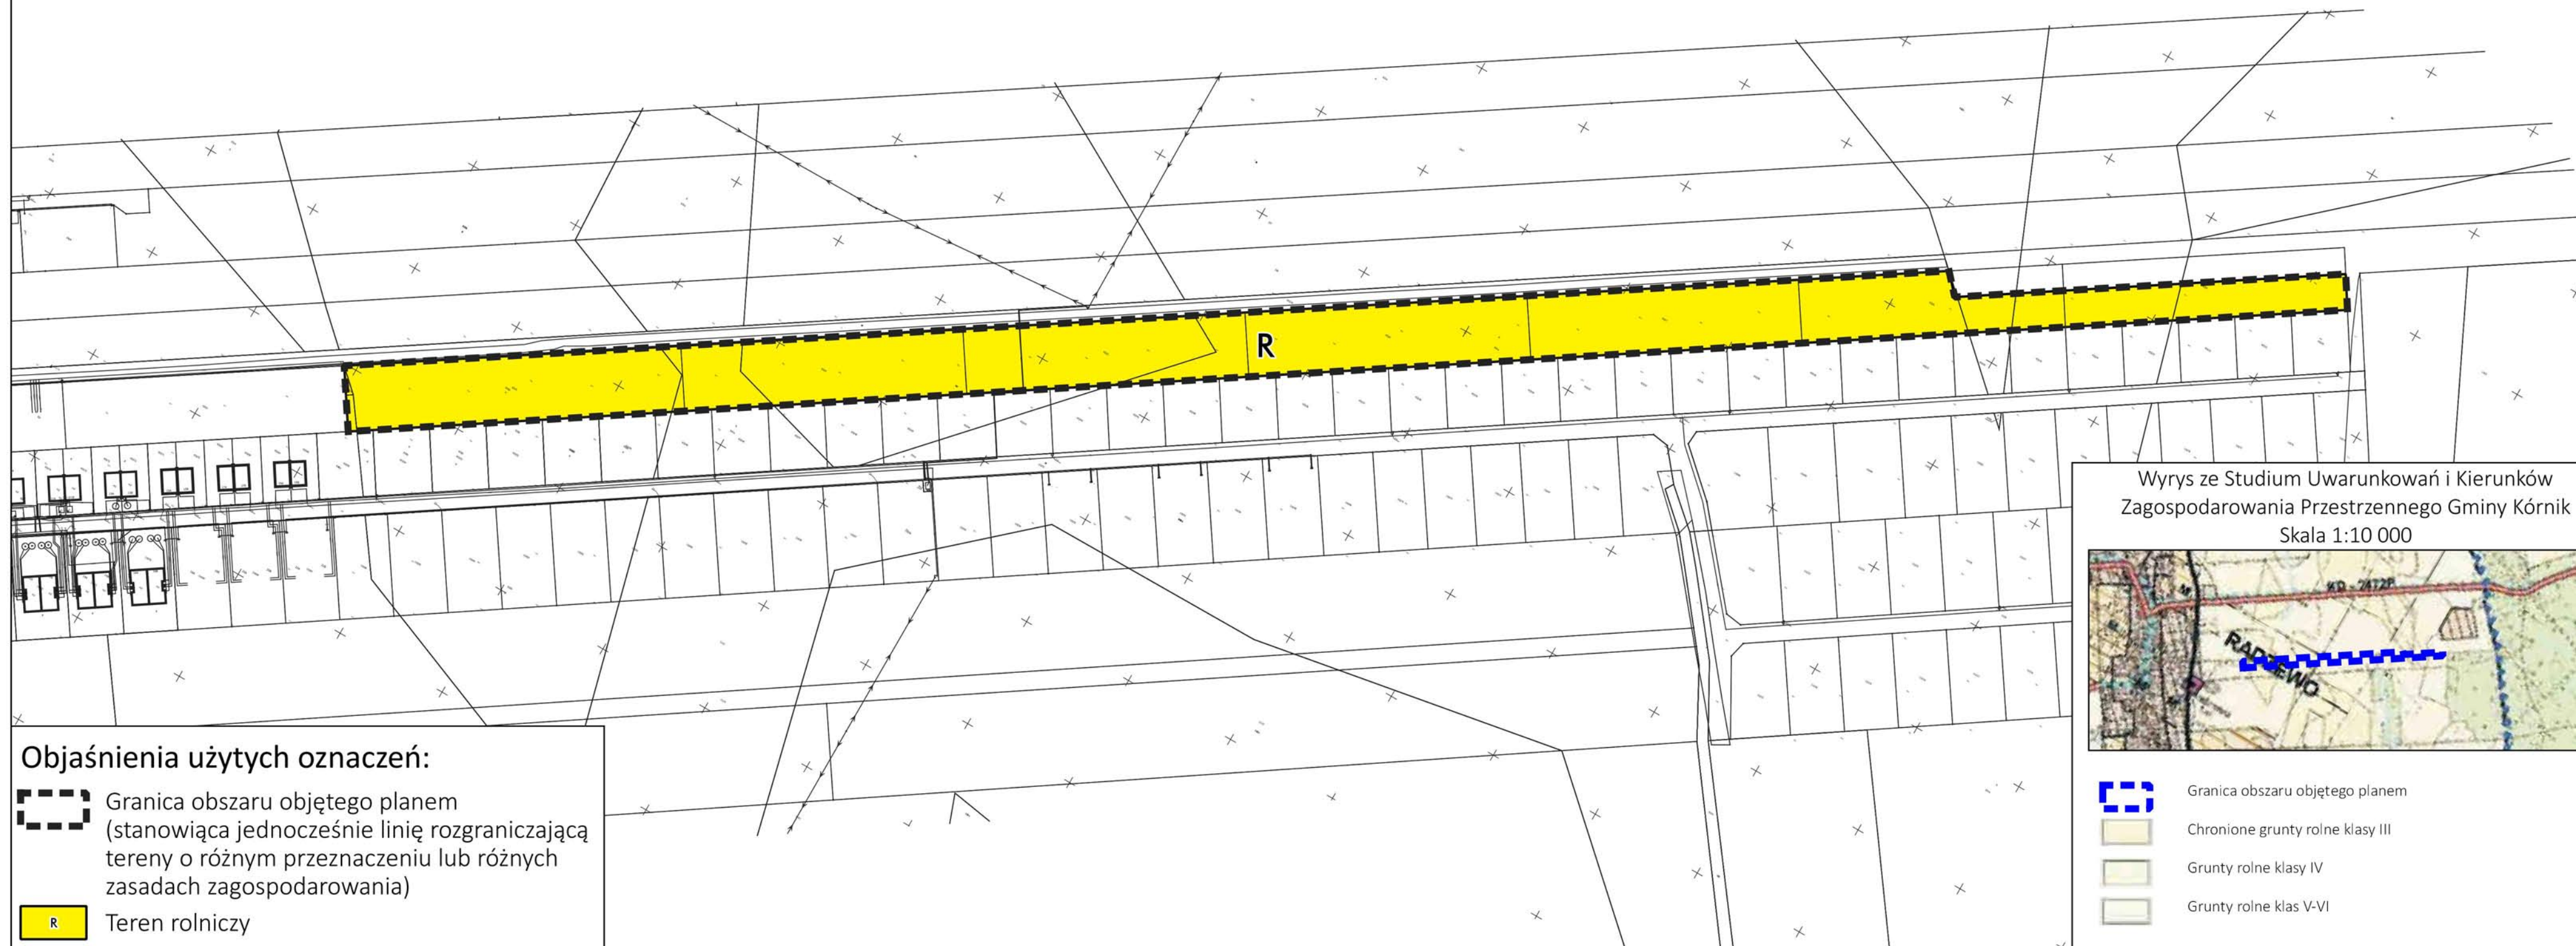 R
Objaśnienia użytych oznaczeń:
Granica obszaru objętego planem
(stanowiąca jednocześnie linię rozgraniczającą
tereny o różnym przeznaczeniu lub różnych
zasadach zagospodarowania)
R
Teren rolniczy
Wyrys ze Studium Uwarunkowań i Kierunków
Zagospodarowania Przestrzennego Gminy Kórnik
Skala 1:10 000
KD - 2472P
RADZEWO
Granica obszaru objętego planem
Chronione grunty rolne klasy III
Grunty rolne klasy IV
Grunty rolne klas V-VI